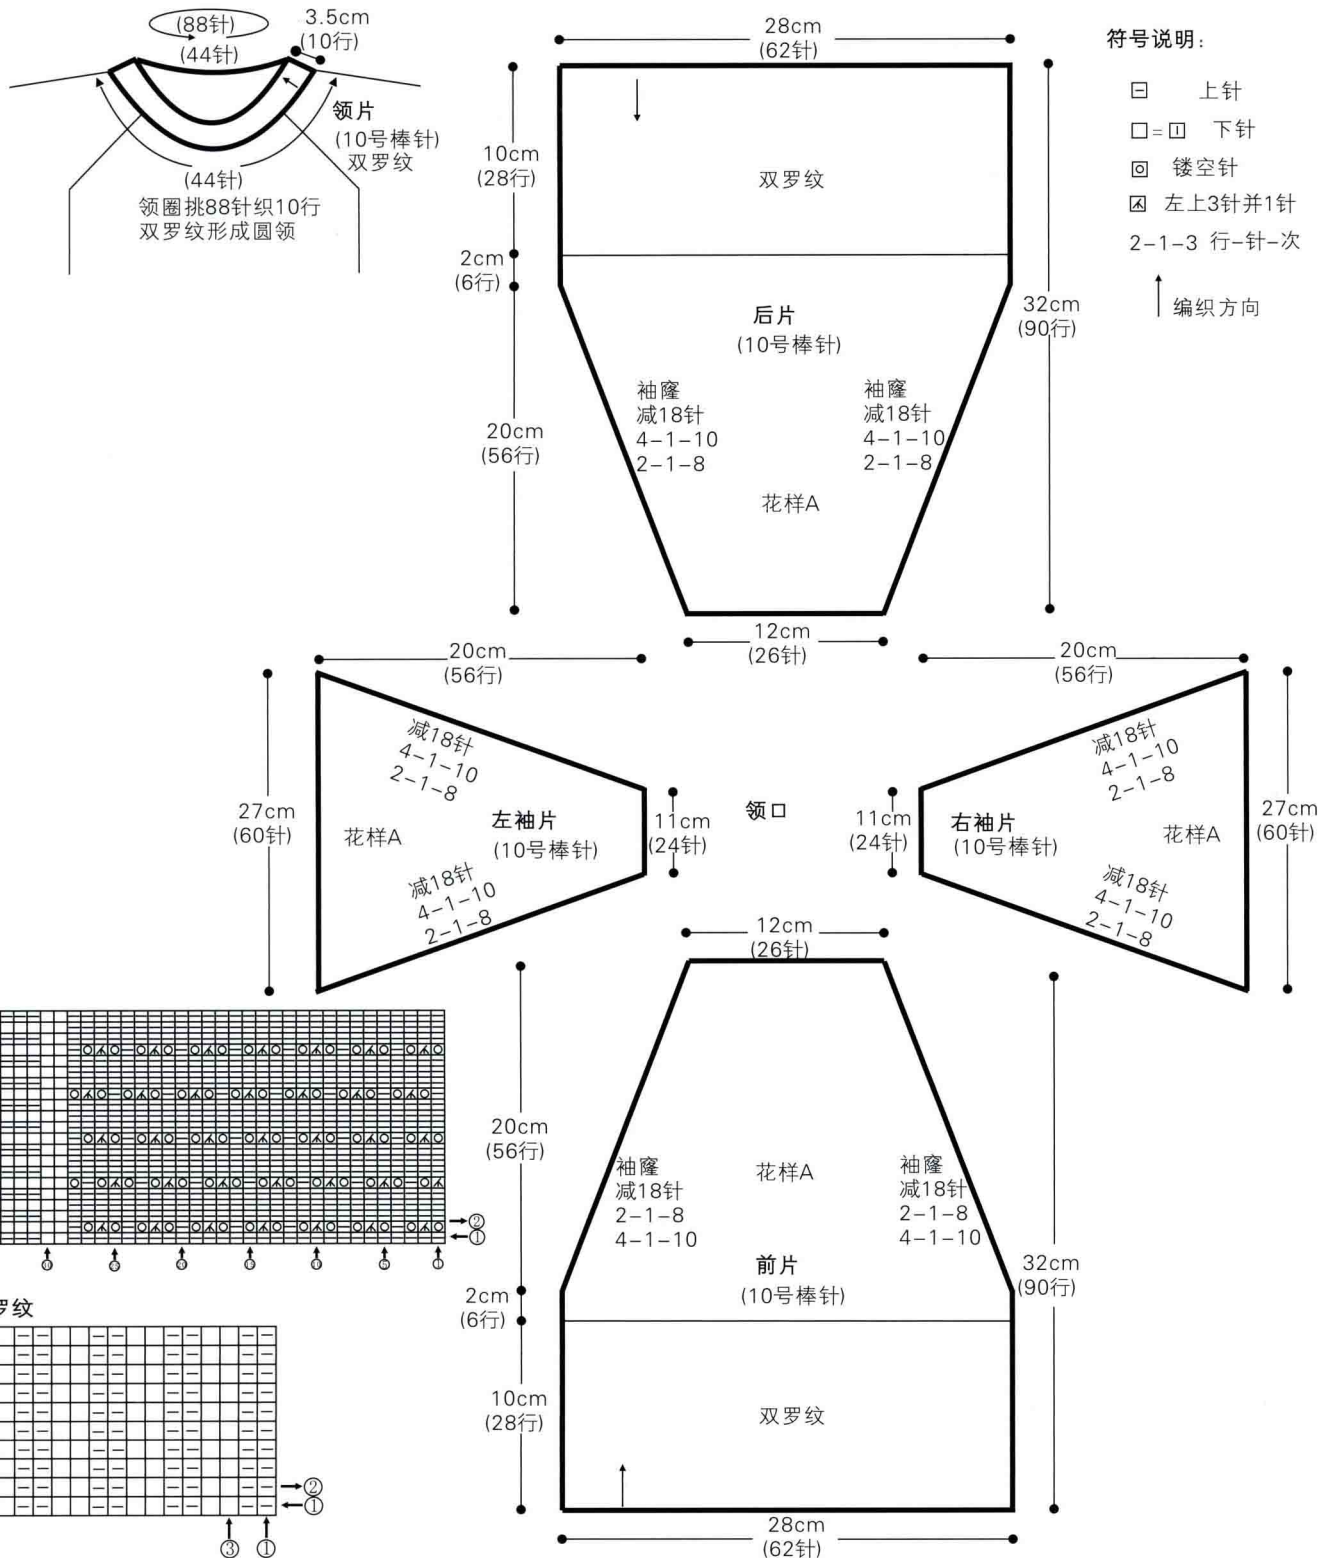 (88针)
(44针)
3.5cm
(10行)
领片
(10号棒针)
双罗纹
(44针)
领圈挑88针织10行
双罗纹形成圆领
28cm
(62针)
10cm
(28行)
双罗纹
2cm
(6行)
后片
(10号棒针)
32cm
(90行)
袖窿
减18针
4-1-10
2-1-8
袖窿
减18针
4-1-10
2-1-8
20cm
(56行)
花样A
12cm
(26针)
符号说明:
上针
= 下针
镂空针
左上3针并1针
2-1-3 行-针-次
编织方向
20cm
(56行)
减18针
4-1-10
2-1-8
27cm
(60针)
花样A
左袖片
(10号棒针)
11cm
(24针)
减18针
4-1-10
2-1-8
领口
20cm
(56行)
减18针
4-1-10
2-1-8
11cm
(24针)
右袖片
(10号棒针)
花样A
27cm
(60针)
减18针
4-1-10
2-1-8
12cm
(26针)
20cm
(56行)
花样A
袖窿
减18针
2-1-8
4-1-10
袖窿
减18针
2-1-8
4-1-10
前片
(10号棒针)
32cm
(90行)
2cm
(6行)
10cm
(28行)
双罗纹
28cm
(62针)
②
①
罗纹
②
①
③ ①